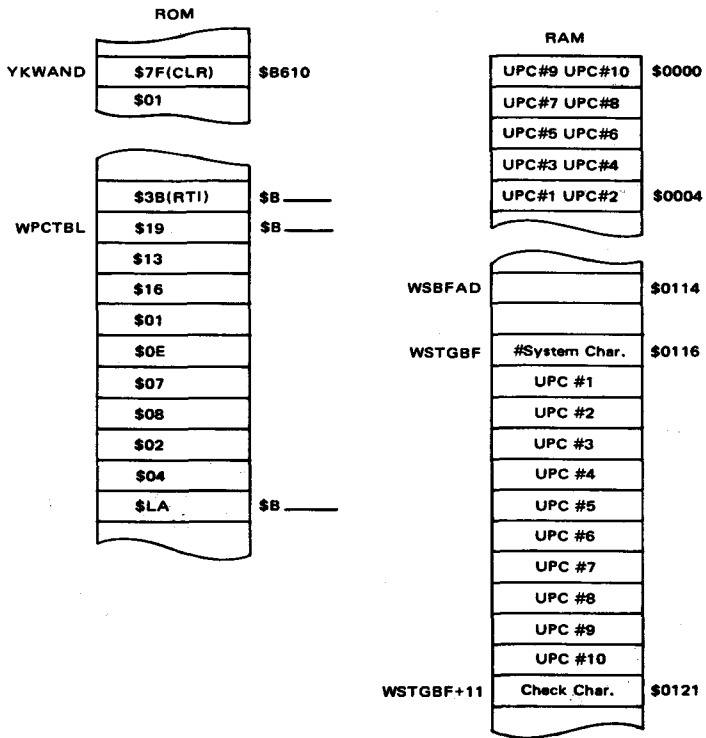 ROM
YKWAND $7F(CLR) $B610
$01
$3B(RTI) $B
WPCTBL $19 $B
$13
$16
$01
$0E
$07
$08
$02
$04
$LA $B
RAM
UPC#9 UPC#10 $0000
UPC#7 UPC#8
UPC#5 UPC#6
UPC#3 UPC#4
UPC#1 UPC#2 $0004
WSBFAD $0114
WSTGBF #System Char. $0116
UPC #1
UPC #2
UPC #3
UPC #4
UPC #5
UPC #6
UPC #7
UPC #8
UPC #9
UPC #10
WSTGBF+11 Check Char. $0121